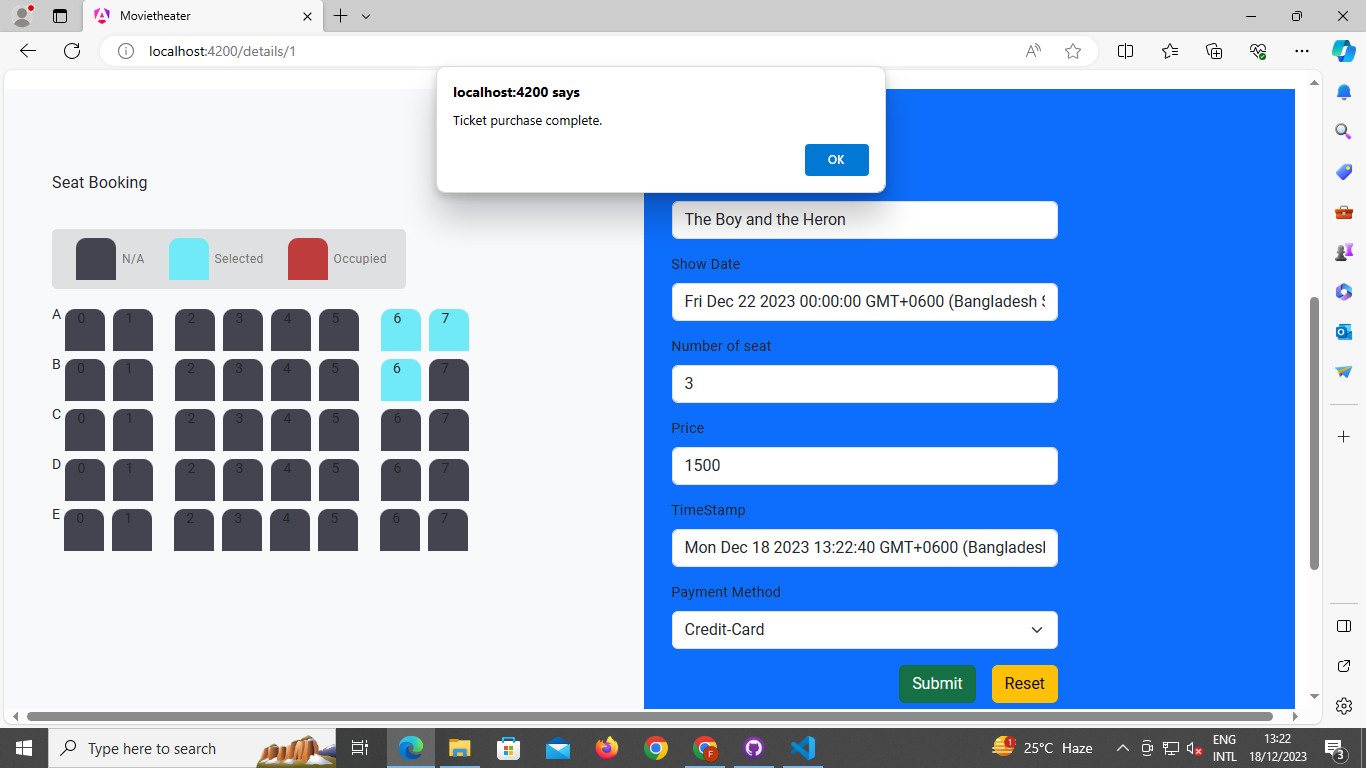 Movietheater
localhost:4200/details/1
localhost:4200 says
Ticket purchase complete.
OK
Seat Booking
N/A
Selected
Occupied
A 0 1 2 3 4 5 6 7
B 0 1 2 3 4 5 6 7
C 0 1 2 3 4 5 6 7
D 0 1 2 3 4 5 6 7
E 0 1 2 3 4 5 6 7
The Boy and the Heron
Show Date
Fri Dec 22 2023 00:00:00 GMT+0600 (Bangladesh S
Number of seat
3
Price
1500
TimeStamp
Mon Dec 18 2023 13:22:40 GMT+0600 (Bangladesh
Payment Method
Credit-Card
Submit
Reset
Type here to search
F
1
25°C Haze
ENG
INTL
13:22
18/12/2023
3